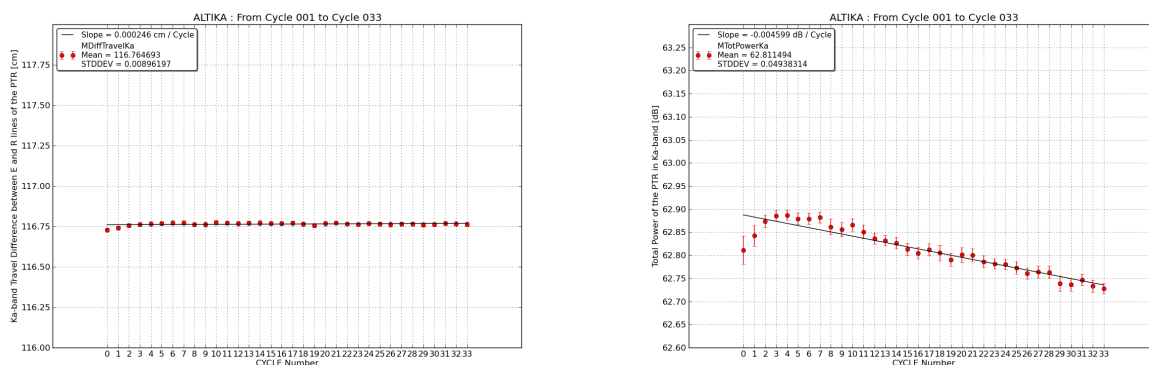 ALTIKA : From Cycle 001 to Cycle 033
Slope = 0.000246 cm / Cycle
MDiffTravelKa
Mean = 116.764693
STDDEV = 0.00896197
Ka-band Travel Difference between E and R lines of the PTR [cm]
117.75
117.50
117.25
117.00
116.75
116.50
116.25
116.00
0 1 2 3 4 5 6 7 8 9 10 11 12 13 14 15 16 17 18 19 20 21 22 23 24 25 26 27 28 29 30 31 32 33
CYCLE Number
ALTIKA : From Cycle 001 to Cycle 033
Slope = -0.004599 dB / Cycle
MTotPowerKa
Mean = 62.811494
STDDEV = 0.04938314
Total Power of the PTR in Ka-band [dB]
63.25
63.20
63.15
63.10
63.05
63.00
62.95
62.90
62.85
62.80
62.75
62.70
62.65
62.60
0 1 2 3 4 5 6 7 8 9 10 11 12 13 14 15 16 17 18 19 20 21 22 23 24 25 26 27 28 29 30 31 32 33
CYCLE Number